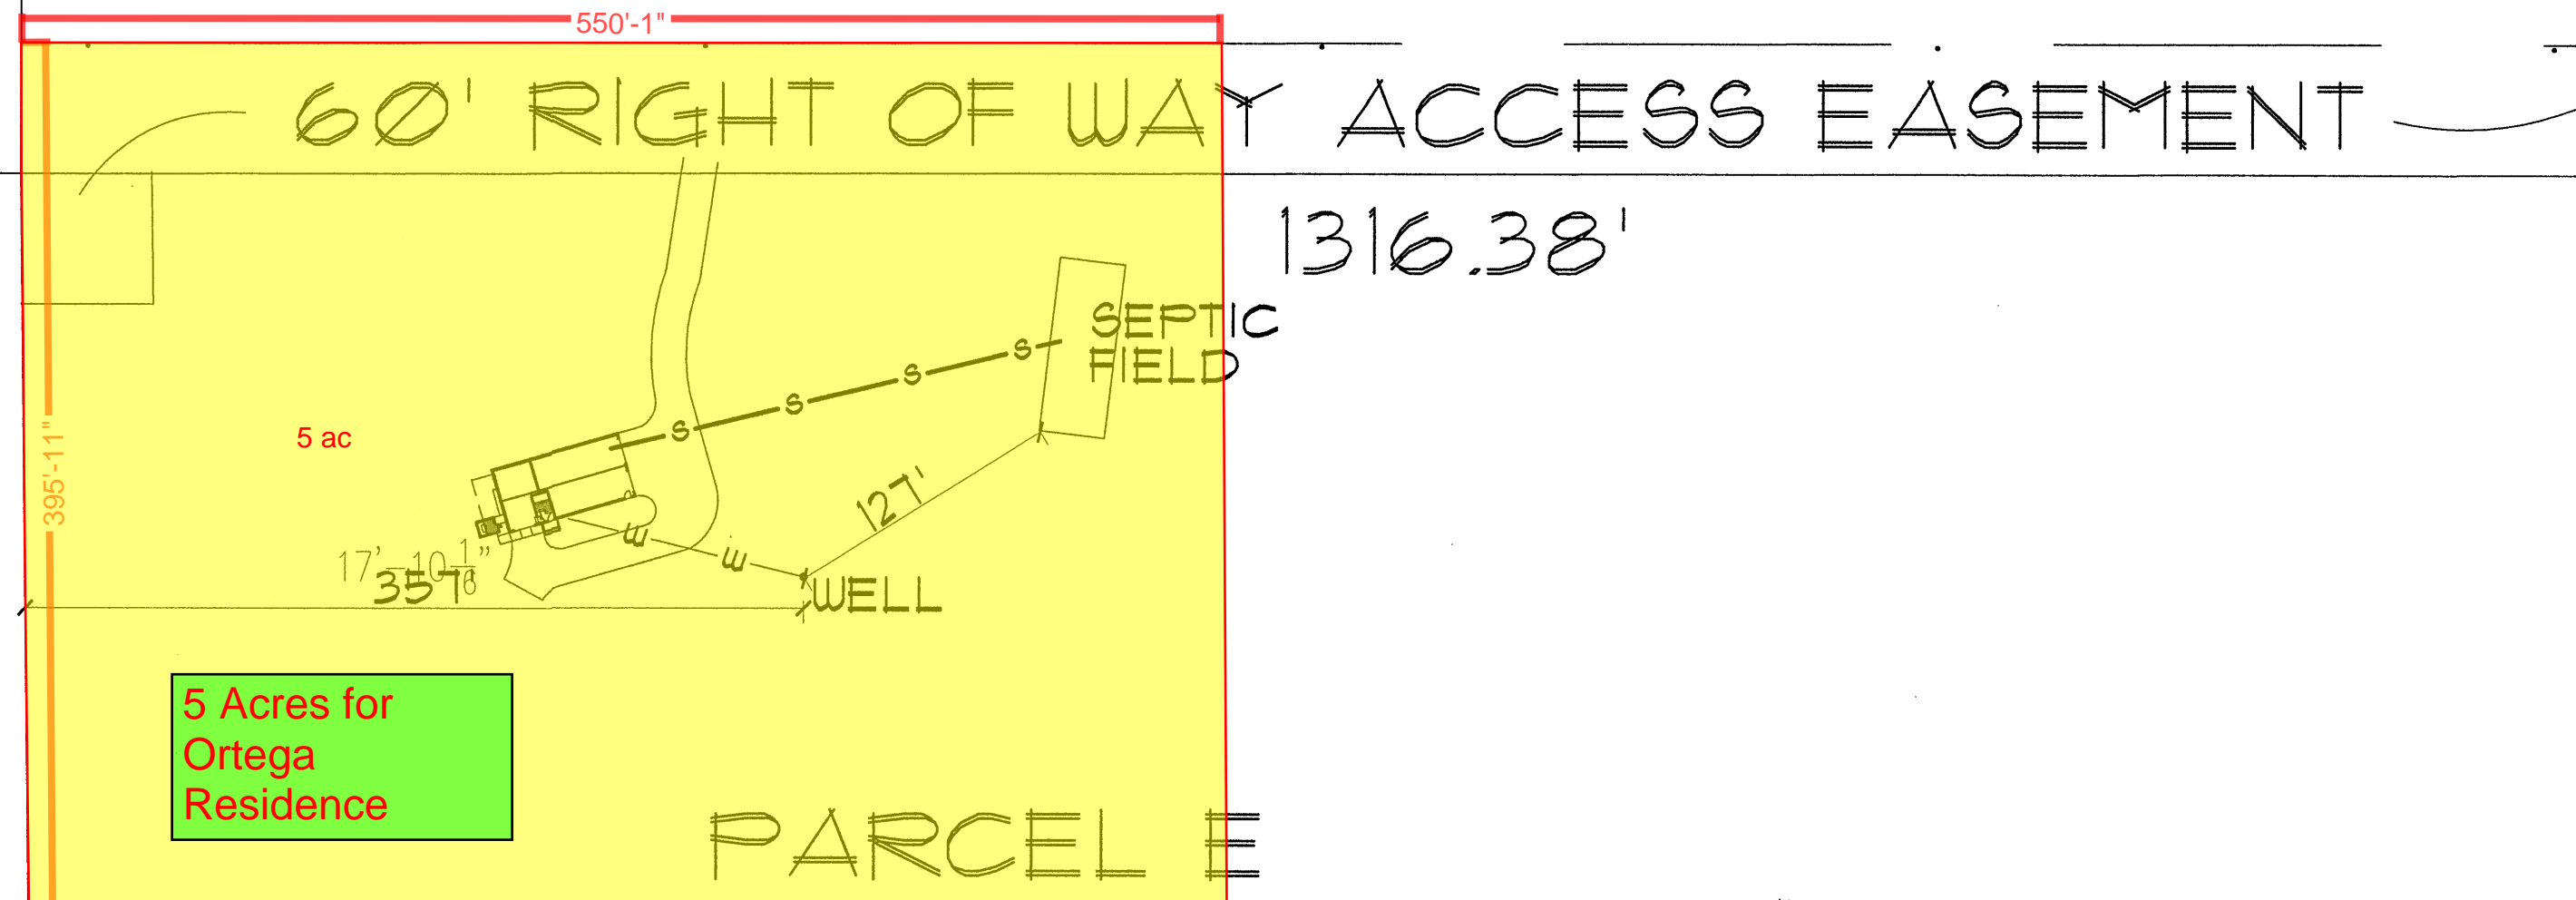 550'-1"
60' RIGHT OF WAY ACCESS EASEMENT
1316.38'
SEPTIC
FIELD
S
S
S
S
5 ac
395'-11"
127'
W
W
WELL
357'
5 Acres for
Ortega
Residence
PARCEL E